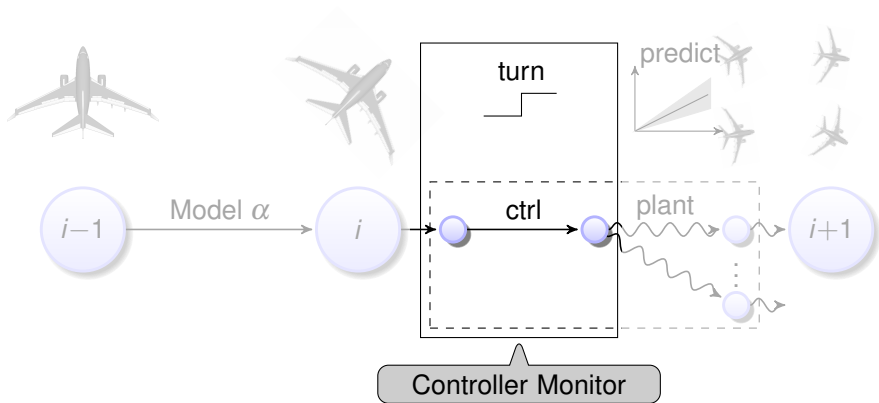 turn
predict
i−1
Model α
i
ctrl
plant
i+1
Controller Monitor